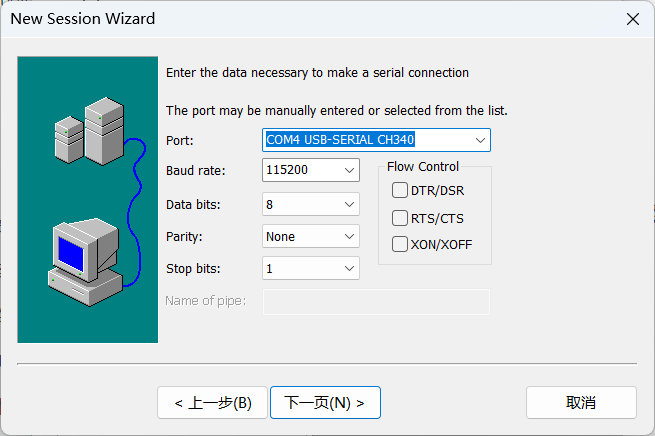 New Session Wizard
Enter the data necessary to make a serial connection
The port may be manually entered or selected from the list.
Port: COM4 USB-SERIAL CH340
Baud rate: 115200
Flow Control
DTR/DSR
Data bits: 8
RTS/CTS
Parity: None
XON/XOFF
Stop bits: 1
Name of pipe:
< 上一步(B)
下一页(N) >
取消